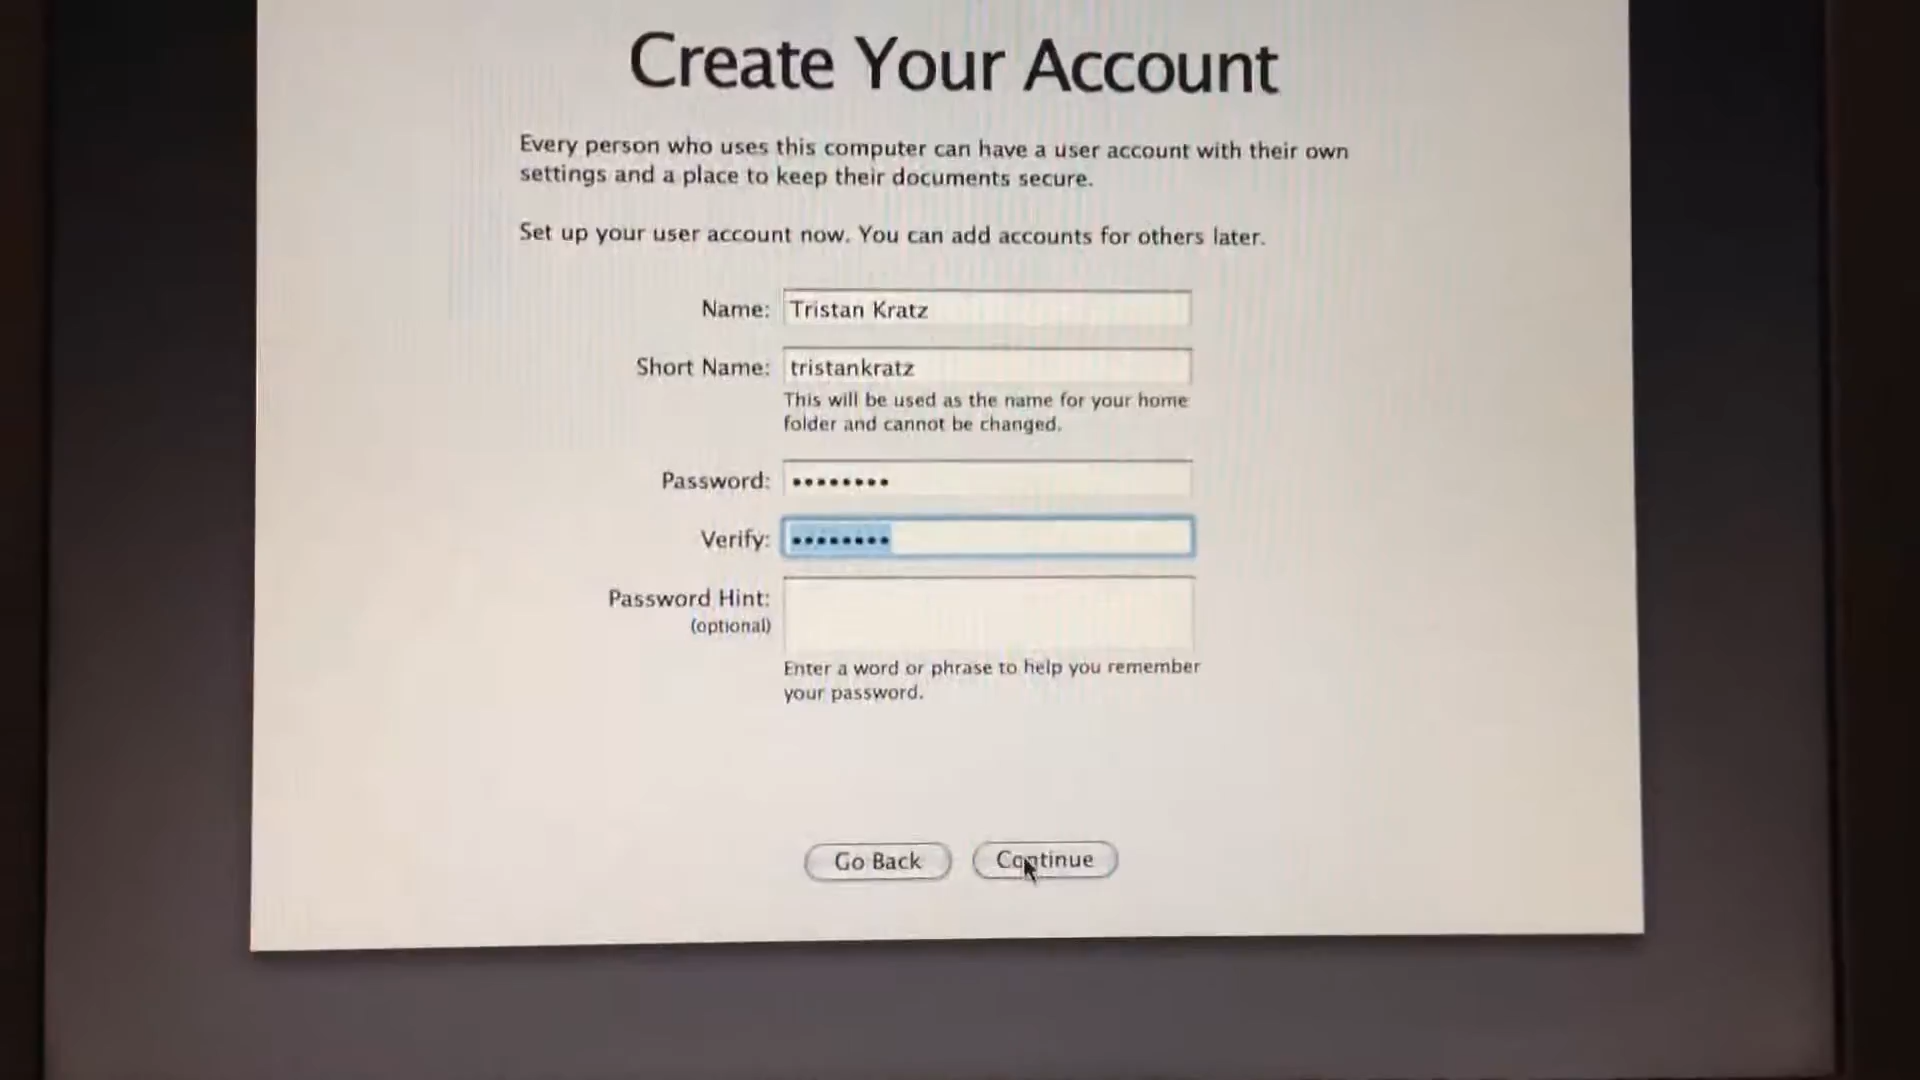 Create Your Account
Every person who uses this computer can have a user account with their own
settings and a place to keep their documents secure.
Set up your user account now. You can add accounts for others later.
Name: Tristan Kratz
Short Name: tristankratz
This will be used as the name for your home
folder and cannot be changed.
Password: ••••••••
Verify: ••••••••
Password Hint:
(optional)
Enter a word or phrase to help you remember
your password.
Go Back Continue